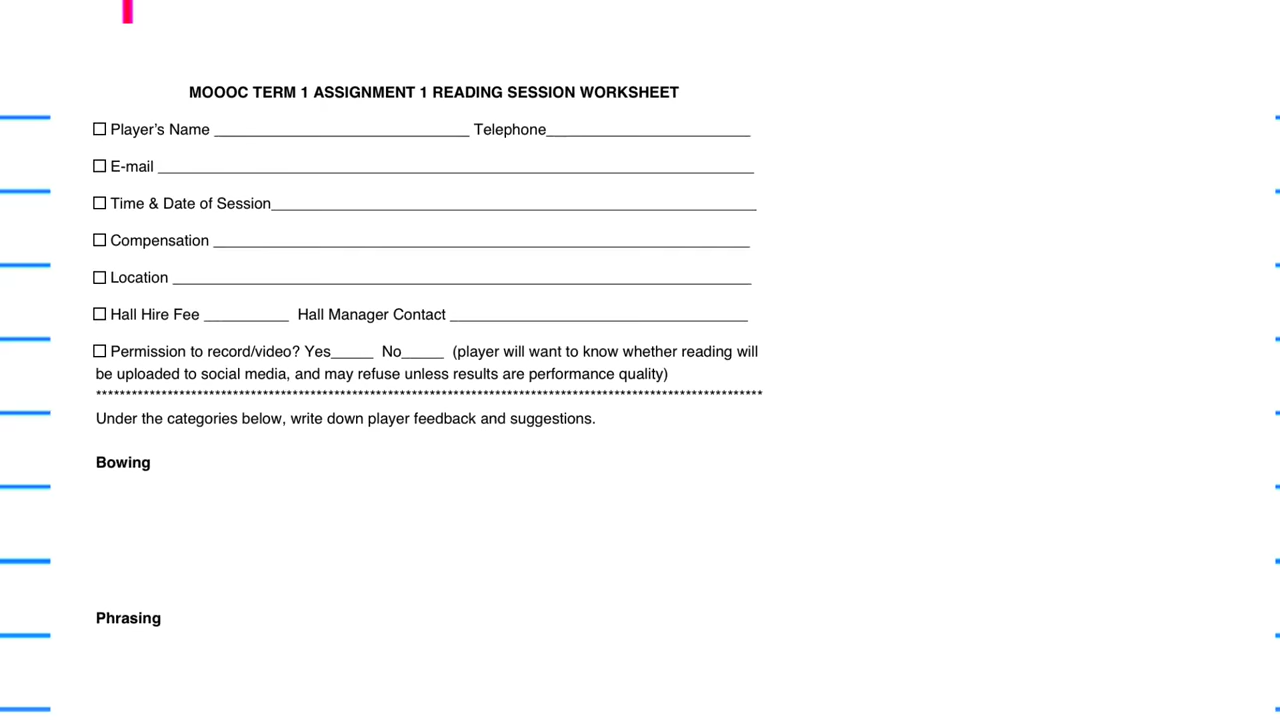 MOOOC TERM 1 ASSIGNMENT 1 READING SESSION WORKSHEET
☐ Player’s Name ______________________________ Telephone________________________
☐ E-mail ______________________________________________________________________
☐ Time & Date of Session_________________________________________________________
☐ Compensation _______________________________________________________________
☐ Location ____________________________________________________________________
☐ Hall Hire Fee __________  Hall Manager Contact ___________________________________
☐ Permission to record/video? Yes_____  No_____  (player will want to know whether reading will
be uploaded to social media, and may refuse unless results are performance quality)
****************************************************************************************************************
Under the categories below, write down player feedback and suggestions.
Bowing
Phrasing